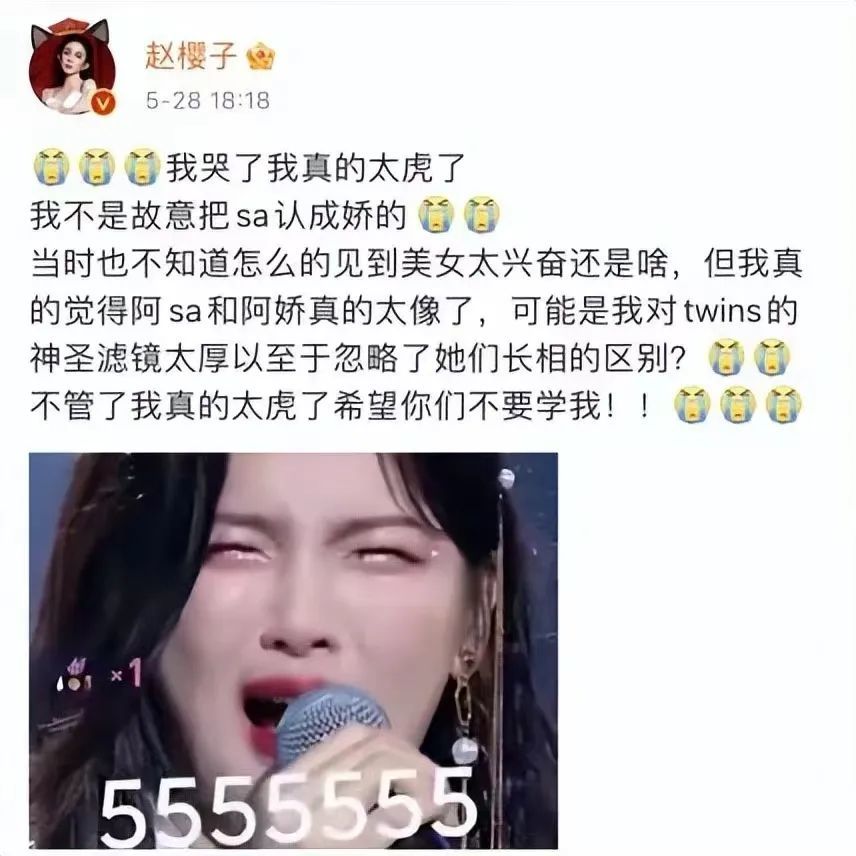 赵樱子
5-28 18:18
😭😭😭我哭了我真的太虎了
我不是故意把sa认成娇的😭😭
当时也不知道怎么的见到美女太兴奋还是啥，但我真
的觉得阿sa和阿娇真的太像了，可能是我对twins的
神圣滤镜太厚以至于忽略了她们长相的区别？😭😭
不管了我真的太虎了希望你们不要学我！！😭😭😭
×1
5555555